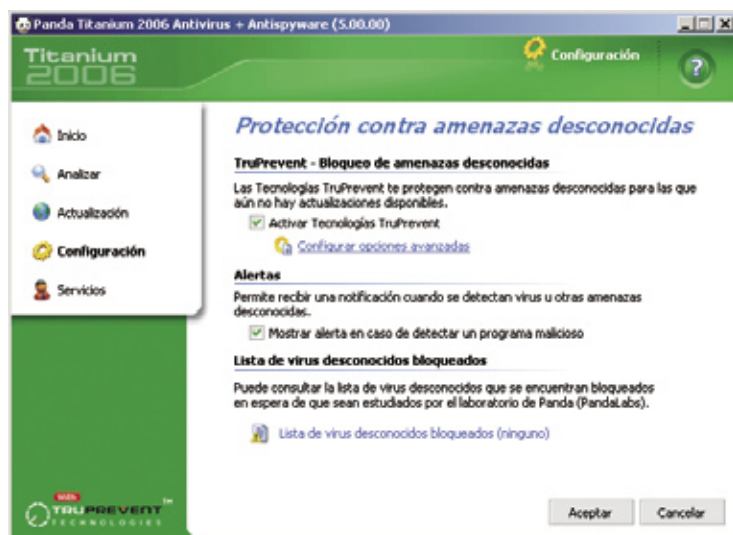 Panda Titanium 2006 Antivirus + Antispyware (5.00.00)
Titanium
2006
Configuración
?
Inicio
Analizar
Actualización
Configuración
Servicios
Protección contra amenazas desconocidas
TruPrevent - Bloqueo de amenazas desconocidas
Las Tecnologías TruPrevent te protegen contra amenazas desconocidas para las que
aún no hay actualizaciones disponibles.
Activar Tecnologías TruPrevent
Configurar opciones avanzadas
Alertas
Permite recibir una notificación cuando se detectan virus u otras amenazas
desconocidas.
Mostrar alerta en caso de detectar un programa malicioso
Lista de virus desconocidos bloqueados
Puede consultar la lista de virus desconocidos que se encuentran bloqueados
en espera de que sean estudiados por el laboratorio de Panda (PandaLabs).
Lista de virus desconocidos bloqueados (ninguno)
TRUPREVENT
TECHNOLOGIES
Aceptar
Cancelar